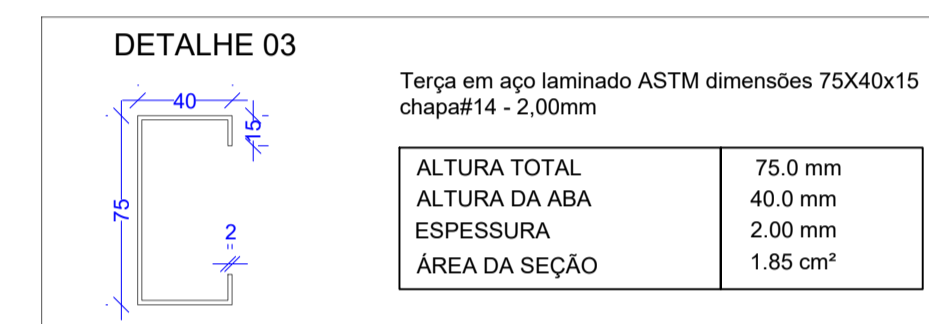 DETALHE 03
Terça em aço laminado ASTM dimensões 75X40x15
chapa#14 - 2,00mm
40
15
75
2
ALTURA TOTAL 75.0 mm
ALTURA DA ABA 40.0 mm
ESPESSURA 2.00 mm
ÁREA DA SEÇÃO 1.85 cm²